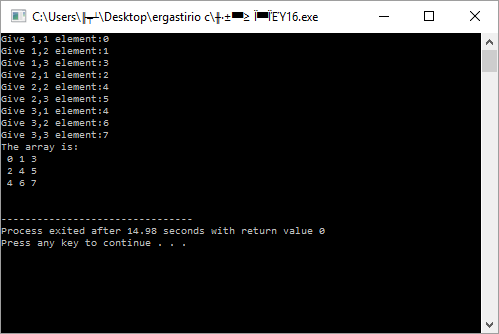 C:\Users\ \Desktop\ergastirio c\ EY16.exe
Give 1,1 element:0
Give 1,2 element:1
Give 1,3 element:3
Give 2,1 element:2
Give 2,2 element:4
Give 2,3 element:5
Give 3,1 element:4
Give 3,2 element:6
Give 3,3 element:7
The array is:
0 1 3
2 4 5
4 6 7
--------------------------------
Process exited after 14.98 seconds with return value 0
Press any key to continue . . .